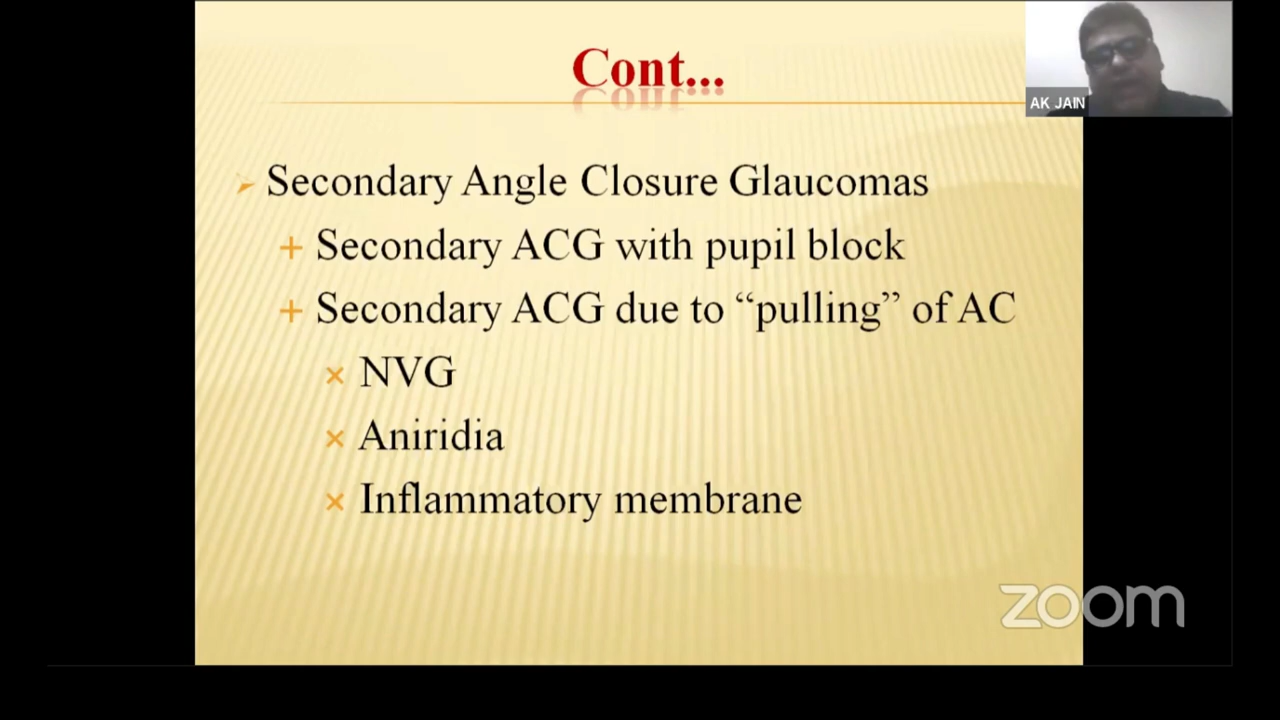 Cont...
AK JAIN
Secondary Angle Closure Glaucomas
Secondary ACG with pupil block
Secondary ACG due to “pulling” of AC
NVG
Aniridia
Inflammatory membrane
zoom